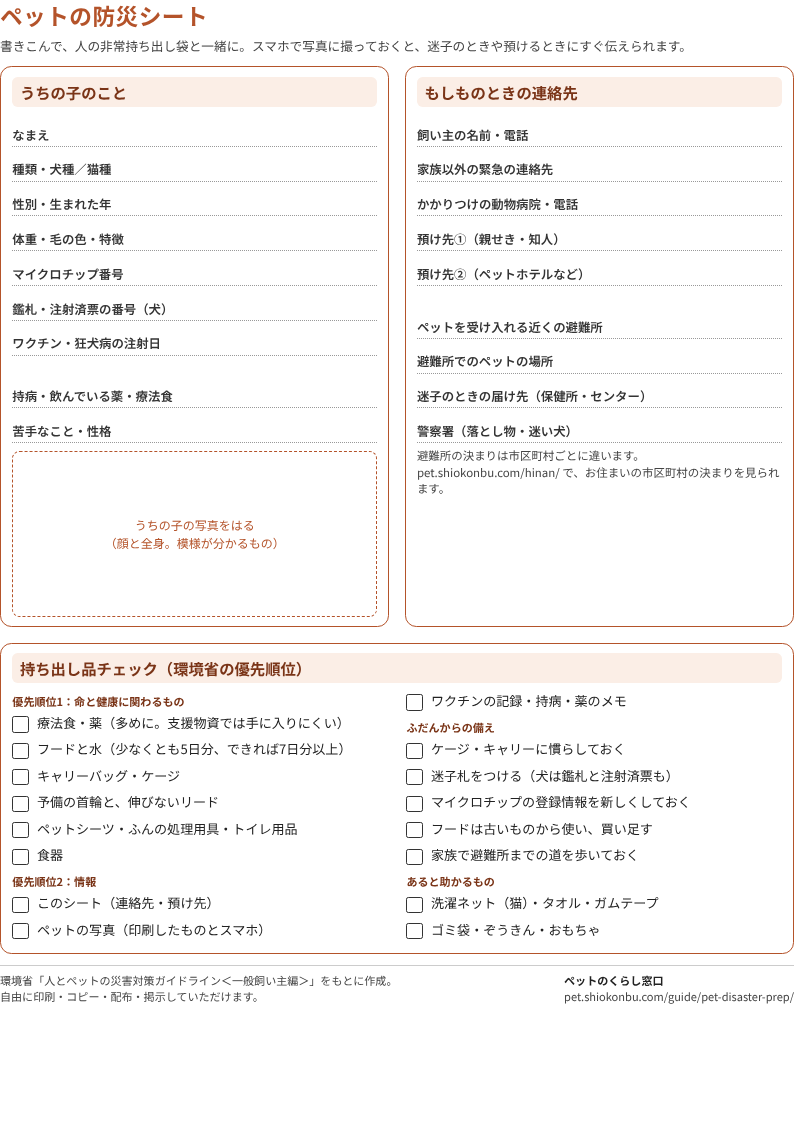 ペットの防災シート
書きこんで、人の非常持ち出し袋と一緒に。スマホで写真に撮っておくと、迷子のときや預けるときにすぐ伝えられます。
うちの子のこと
なまえ
種類・犬種／猫種
性別・生まれた年
体重・毛の色・特徴
マイクロチップ番号
鑑札・注射済票の番号（犬）
ワクチン・狂犬病の注射日
持病・飲んでいる薬・療法食
苦手なこと・性格
うちの子の写真をはる
（顔と全身。模様が分かるもの）
もしものときの連絡先
飼い主の名前・電話
家族以外の緊急の連絡先
かかりつけの動物病院・電話
預け先①（親せき・知人）
預け先②（ペットホテルなど）
ペットを受け入れる近くの避難所
避難所でのペットの場所
迷子のときの届け先（保健所・センター）
警察署（落とし物・迷い犬）
避難所の決まりは市区町村ごとに違います。
pet.shiokonbu.com/hinan/ で、お住まいの市区町村の決まりを見られ
ます。
持ち出し品チェック（環境省の優先順位）
優先順位1：命と健康に関わるもの
療法食・薬（多めに。支援物資では手に入りにくい）
フードと水（少なくとも5日分、できれば7日分以上）
キャリーバッグ・ケージ
予備の首輪と、伸びないリード
ペットシーツ・ふんの処理用具・トイレ用品
食器
優先順位2：情報
このシート（連絡先・預け先）
ペットの写真（印刷したものとスマホ）
ワクチンの記録・持病・薬のメモ
ふだんからの備え
ケージ・キャリーに慣らしておく
迷子札をつける（犬は鑑札と注射済票も）
マイクロチップの登録情報を新しくしておく
フードは古いものから使い、買い足す
家族で避難所までの道を歩いておく
あると助かるもの
洗濯ネット（猫）・タオル・ガムテープ
ゴミ袋・ぞうきん・おもちゃ
環境省「人とペットの災害対策ガイドライン＜一般飼い主編＞」をもとに作成。
自由に印刷・コピー・配布・掲示していただけます。
ペットのくらし窓口
pet.shiokonbu.com/guide/pet-disaster-prep/